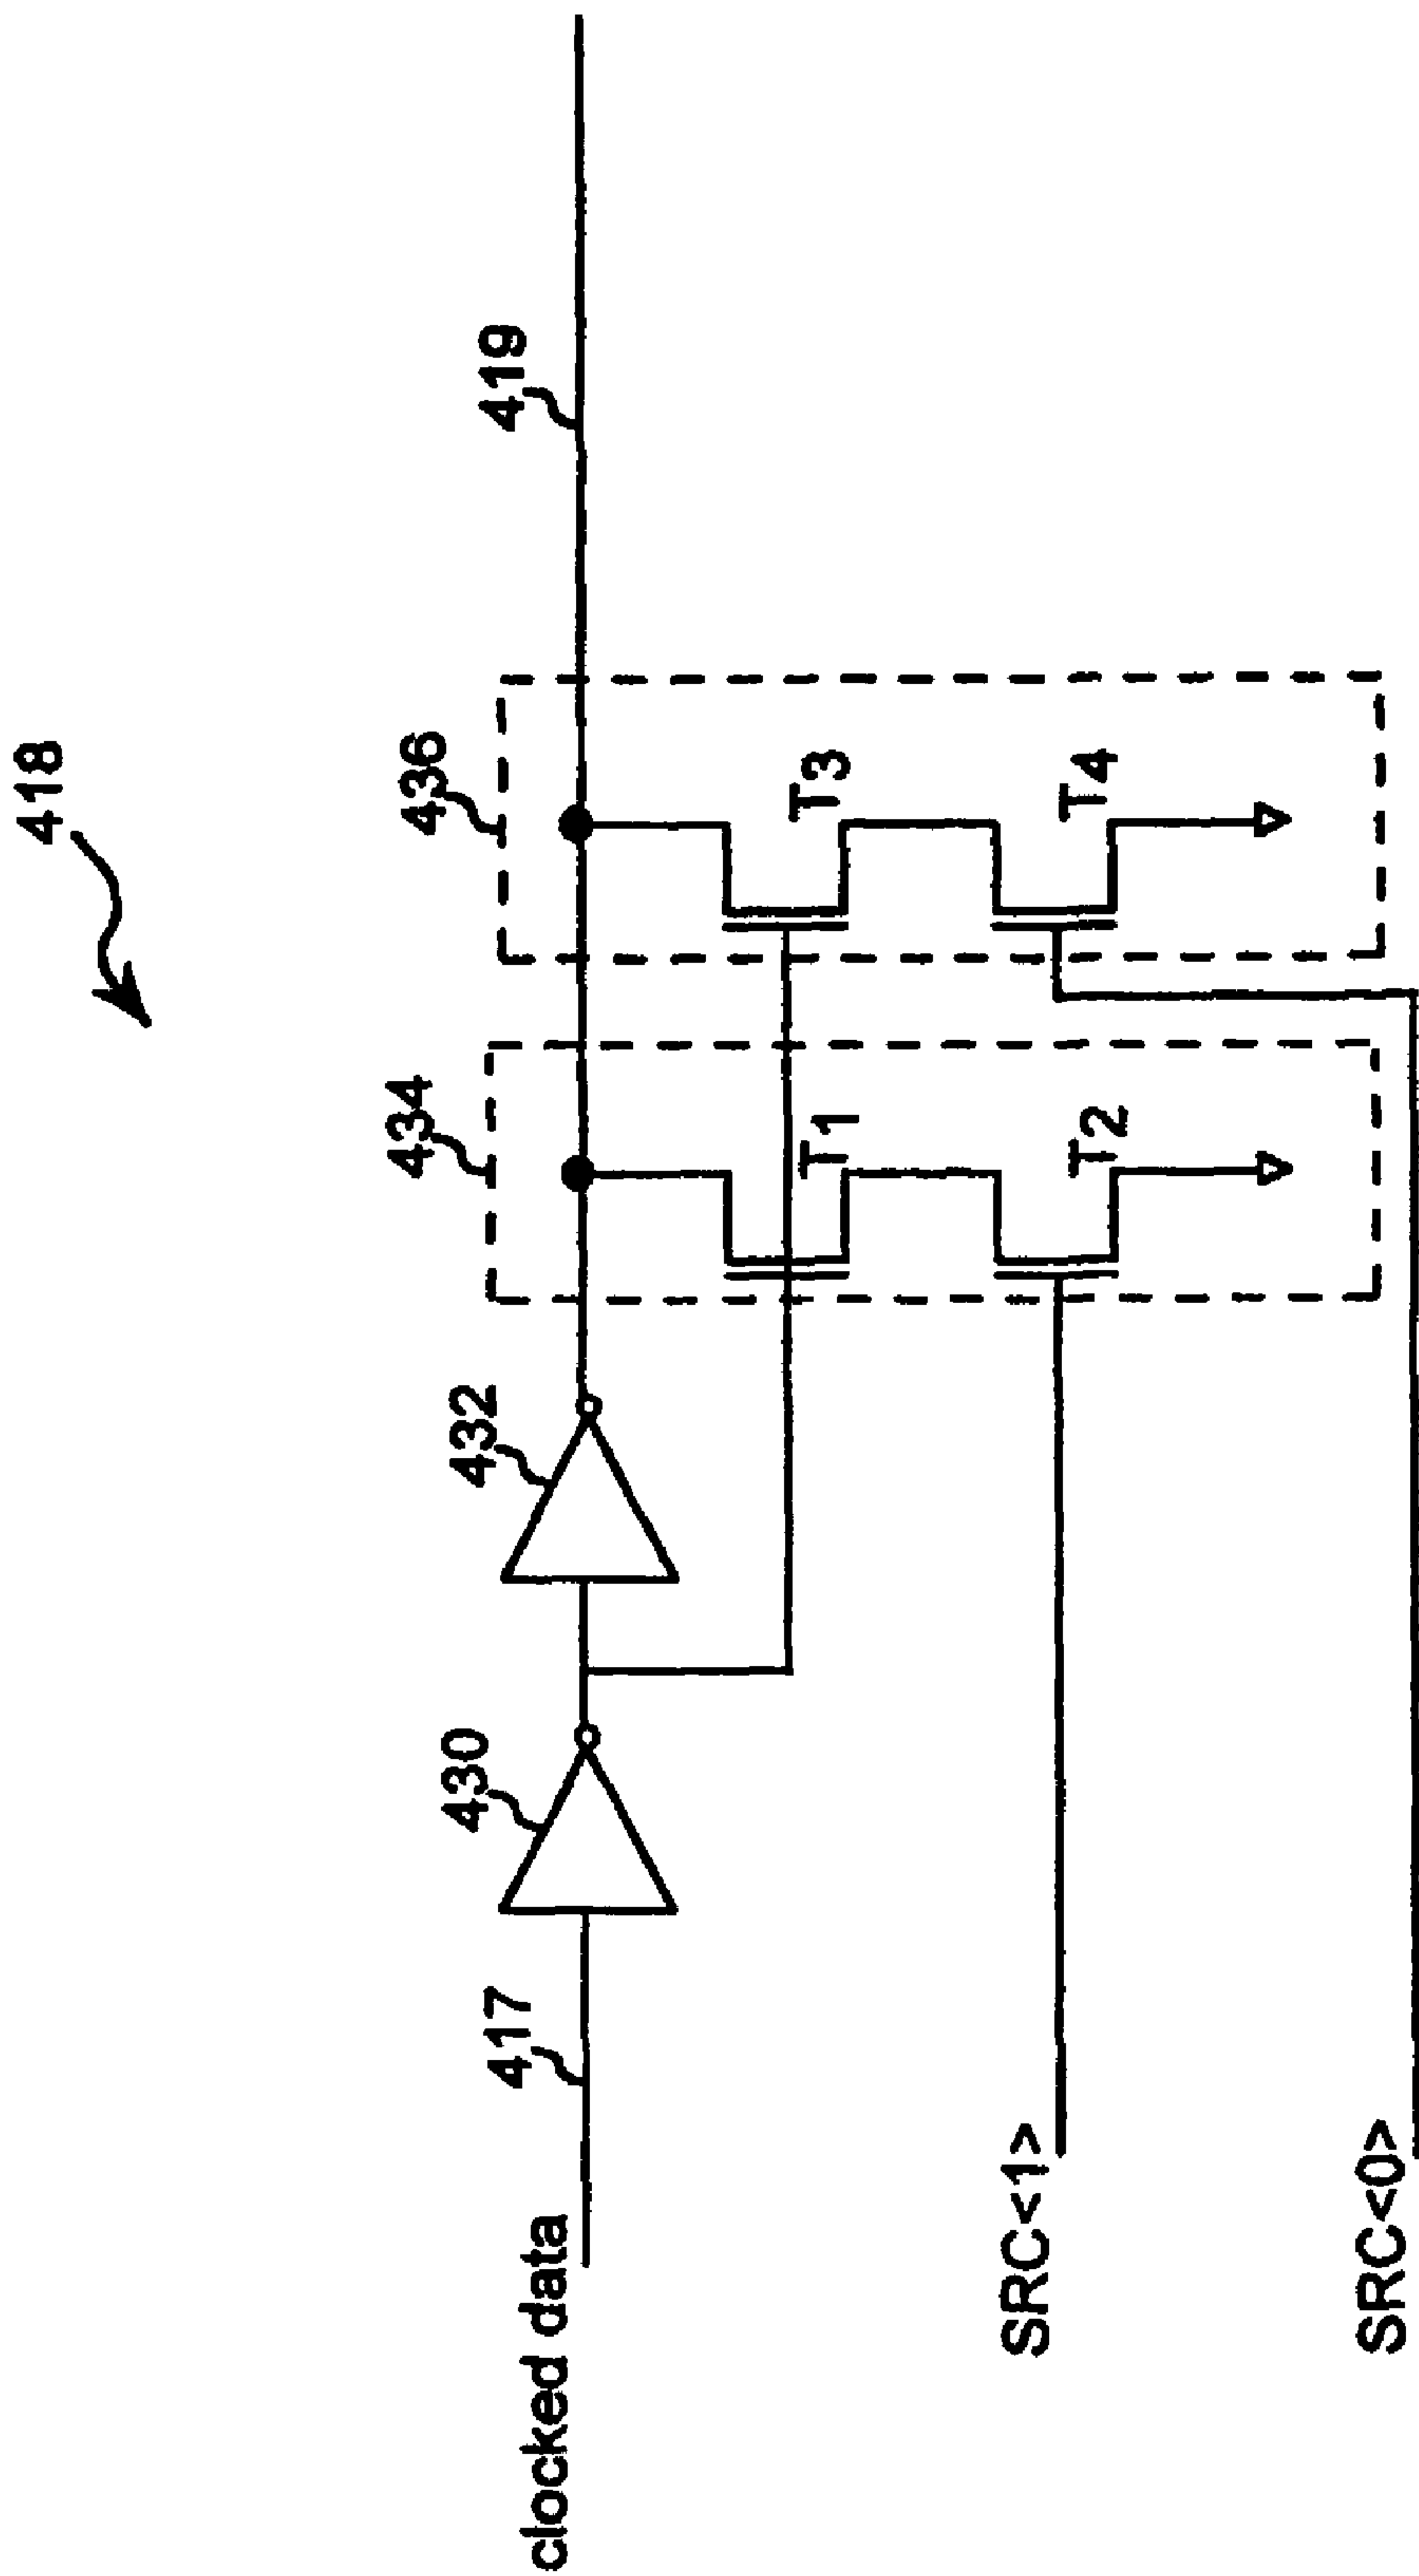 418
clocked data
417
430
432
434
436
419
T1
T3
T2
T4
SRC<1>
SRC<0>